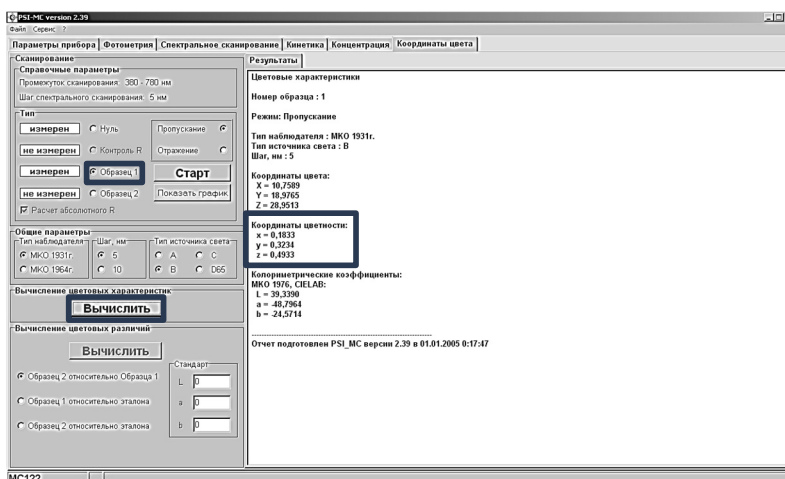 PSI-MC version 2.39
Файл Сервис ?
Параметры прибора Фотометрия Спектральное сканирование Кинетика Концентрация Координаты цвета
Сканирование
Справочные параметры
Промежуток сканирования: 380 - 780 нм
Шаг спектрального сканирования: 5 нм
Тип
измерен Нуль Пропускание
не измерен Контроль R Отражение
измерен Образец 1 Старт
не измерен Образец 2 Показать график
Расчет абсолютного R
Общие параметры
Тип наблюдателя Шаг, нм Тип источника света
МКО 1931г. 5 A C
МКО 1964г. 10 B D65
Вычисление цветовых характеристик
Вычислить
Вычисление цветовых различий
Вычислить
Стандарт
Образец 2 относительно Образца 1
L 0
Образец 1 относительно эталона
a 0
Образец 2 относительно эталона
b 0
Результаты
Цветовые характеристики
Номер образца : 1
Режим: Пропускание
Тип наблюдателя : МКО 1931г.
Тип источника света : B
Шаг, нм : 5
Координаты цвета:
X = 10,7589
Y = 18,9765
Z = 28,9513
Координаты цветности:
x = 0,1833
y = 0,3234
z = 0,4933
Колориметрические коэффициенты:
МКО 1976, CIELAB:
L = 39,3390
a = -48,7964
b = -24,5714
Отчет подготовлен PSI_MC версии 2.39 в 01.01.2005 0:17:47
МС122